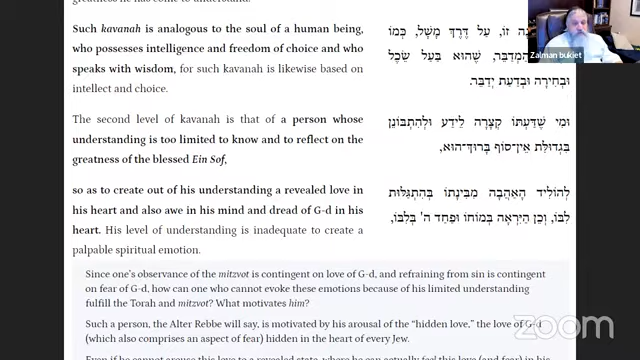 greatness he has come to understand.
Such kavanah is analogous to the soul of a human being,
who possesses intelligence and freedom of choice and who
speaks with wisdom, for such kavanah is likewise based on
intellect and choice.
זוֹ, עַל דֶּרֶךְ מָשָׁל, כְּמוֹ
הַמְדַבֵּר, שֶׁהוּא בַּעַל שֵׂכֶל
וּבְחִירָה וּבְדַעַת יְדַבֵּר.
The second level of kavanah is that of a person whose
understanding is too limited to know and to reflect on the
greatness of the blessed Ein Sof,
וּמִי שֶׁדַּעְתּוֹ קְצָרָה לֵידַע וּלְהִתְבּוֹנֵן
בִּגְדוּלַּת אֵין־סוֹף בָּרוּךְ־הוּא,
so as to create out of his understanding a revealed love in
his heart and also awe in his mind and dread of G-d in his
heart. His level of understanding is inadequate to create a
palpable spiritual emotion.
לְהוֹלִיד הָאַהֲבָה מִבִּינָתוֹ בְּהִתְגַּלּוּת
לִבּוֹ, וְכֵן הַיִּרְאָה בְּמוֹחוֹ וּפַחַד ה' בְּלִבּוֹ,
Since one's observance of the mitzvot is contingent on love of G-d, and refraining from sin is contingent
on fear of G-d, how can one who cannot evoke these emotions because of his limited understanding
fulfill the Torah and mitzvot? What motivates him?
Such a person, the Alter Rebbe will say, is motivated by his arousal of the "hidden love," the love of G-d
(which also comprises an aspect of fear) hidden in the heart of every Jew.
Even if he cannot arouse this love to a revealed state, where he can actually feel this love (and fear) in his
Zalman bukiet
zoom